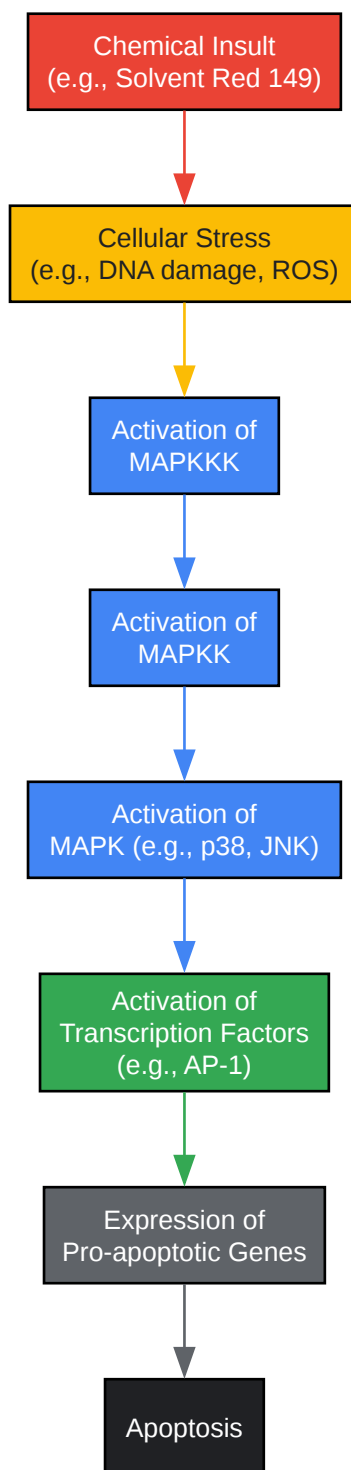 Chemical Insult
(e.g., Solvent Red 149)
Cellular Stress
(e.g., DNA damage, ROS)
Activation of
MAPKKK
Activation of
MAPKK
Activation of
MAPK (e.g., p38, JNK)
Activation of
Transcription Factors
(e.g., AP-1)
Expression of
Pro-apoptotic Genes
Apoptosis